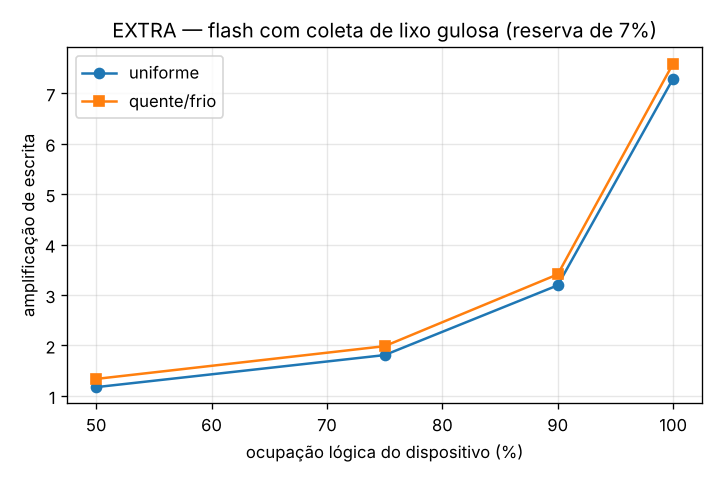 EXTRA — flash com coleta de lixo gulosa (reserva de 7%)
uniforme
quente/frio
amplificação de escrita
7
6
5
4
3
2
1
50 60 70 80 90 100
ocupação lógica do dispositivo (%)